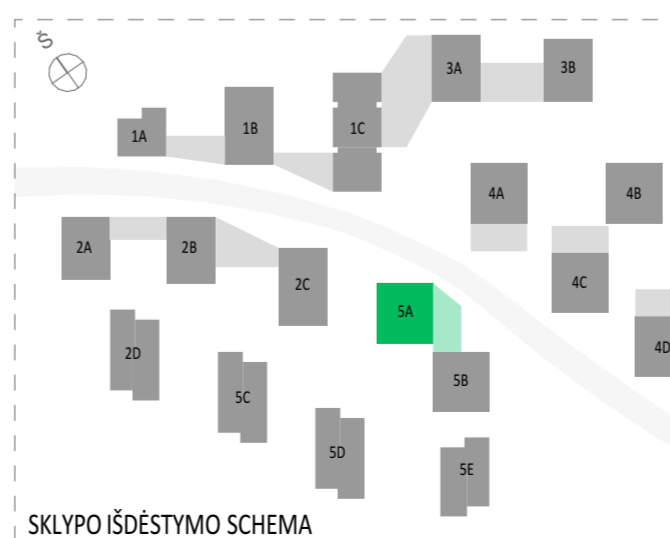 Š
3A
3B
1A
1B
1C
4A
4B
2A
2B
2C
4C
5A
2D
5C
5B
4D
5D
5E
SKLYPO IŠDĖSTYMO SCHEMA